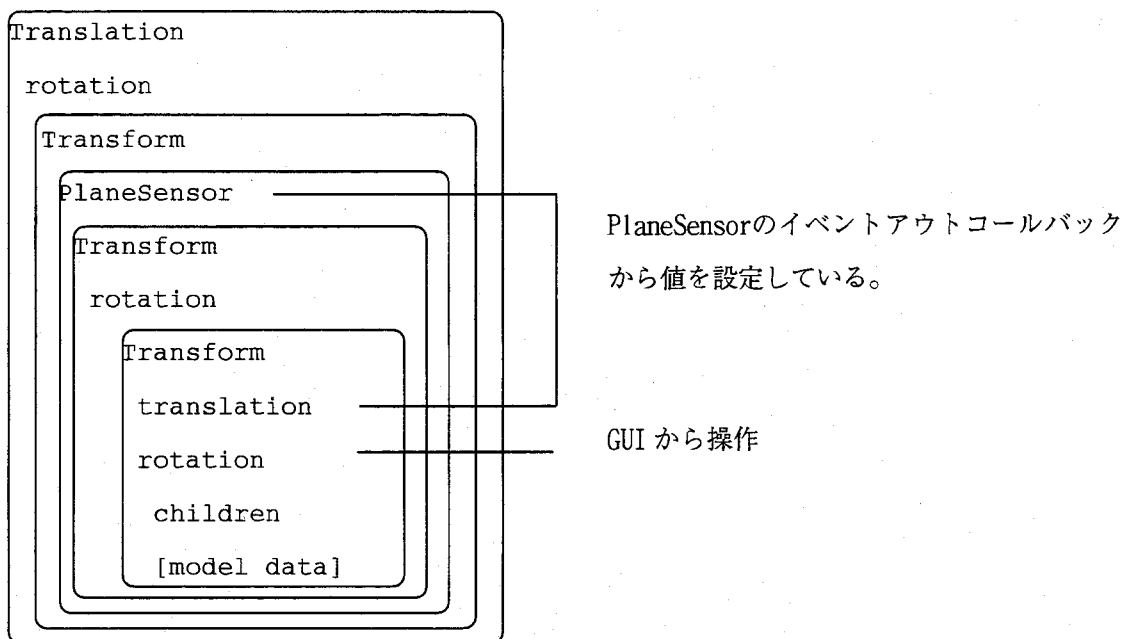 Translation
rotation
Transform
PlaneSensor
Transform
rotation
Transform
translation
rotation
children
[model data]
PlaneSensorのイベントアウトコールバック
から値を設定している。
GUI から操作